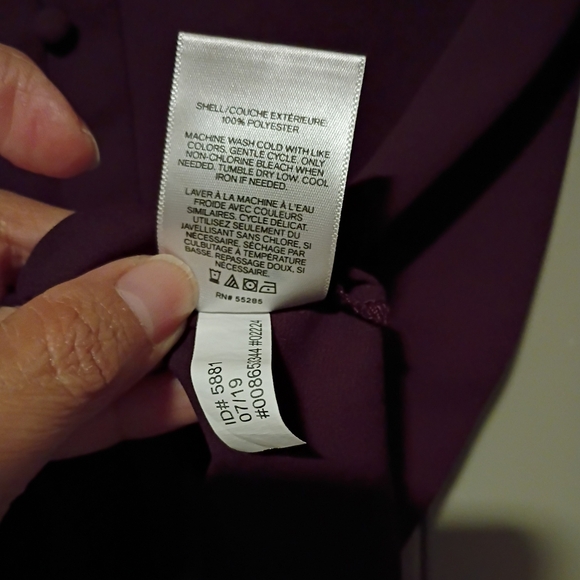 SHELL/COUCHE EXTÉRIEURE:
100% POLYESTER
MACHINE WASH COLD WITH LIKE
COLORS. GENTLE CYCLE. ONLY
NON-CHLORINE BLEACH WHEN
NEEDED. TUMBLE DRY LOW. COOL
IRON IF NEEDED.
LAVER À LA MACHINE À L'EAU
FROIDE AVEC COULEURS
SIMILAIRES. CYCLE DÉLICAT.
UTILISEZ SEULEMENT DU
JAVELLISANT SANS CHLORE, SI
NÉCESSAIRE. SÉCHAGE PAR
CULBUTAGE À TEMPÉRATURE
BASSE. REPASSAGE DOUX, SI
NÉCESSAIRE.
RN# 55285
ID# 5881
07/19
#00865344 #02224